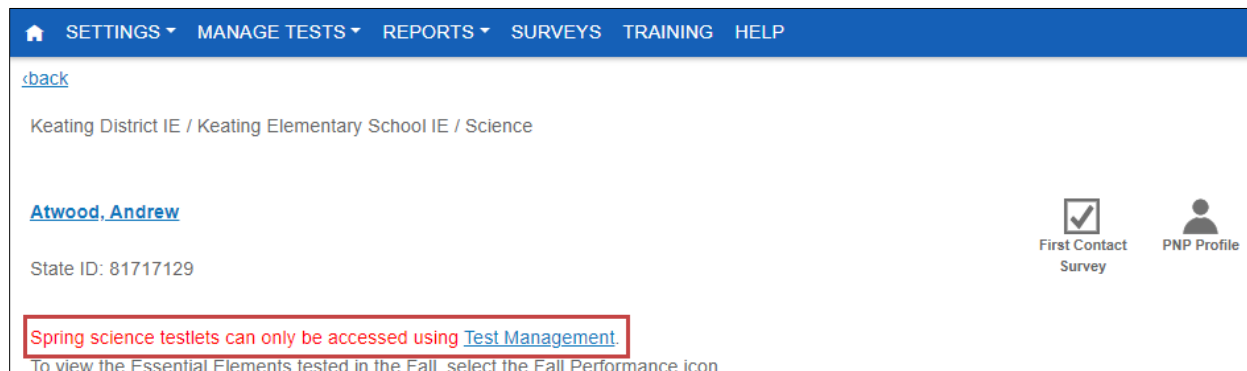 SETTINGS MANAGE TESTS REPORTS SURVEYS TRAINING HELP
‹back
Keating District IE / Keating Elementary School IE / Science
Atwood, Andrew
First Contact Survey
PNP Profile
State ID: 81717129
Spring science testlets can only be accessed using Test Management.
To view the Essential Elements tested in the Fall, select the Fall Performance icon